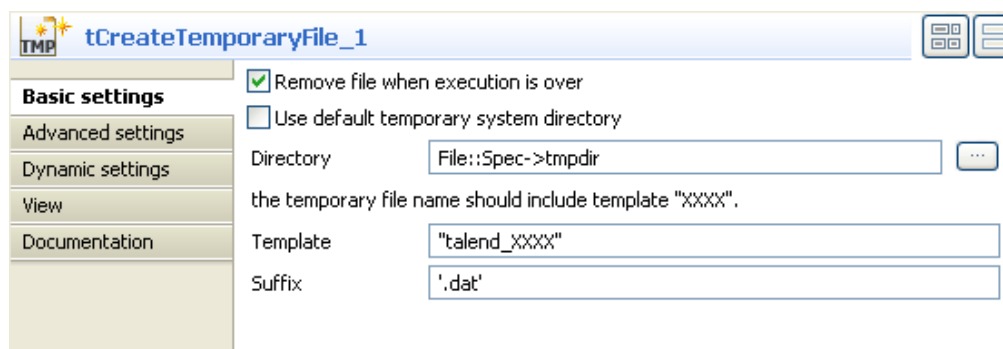 TMP tCreateTemporaryFile_1
Basic settings
Advanced settings
Dynamic settings
View
Documentation
Remove file when execution is over
Use default temporary system directory
Directory File::Spec->tmpdir ...
the temporary file name should include template "XXXX".
Template "talend_XXXX"
Suffix '.dat'